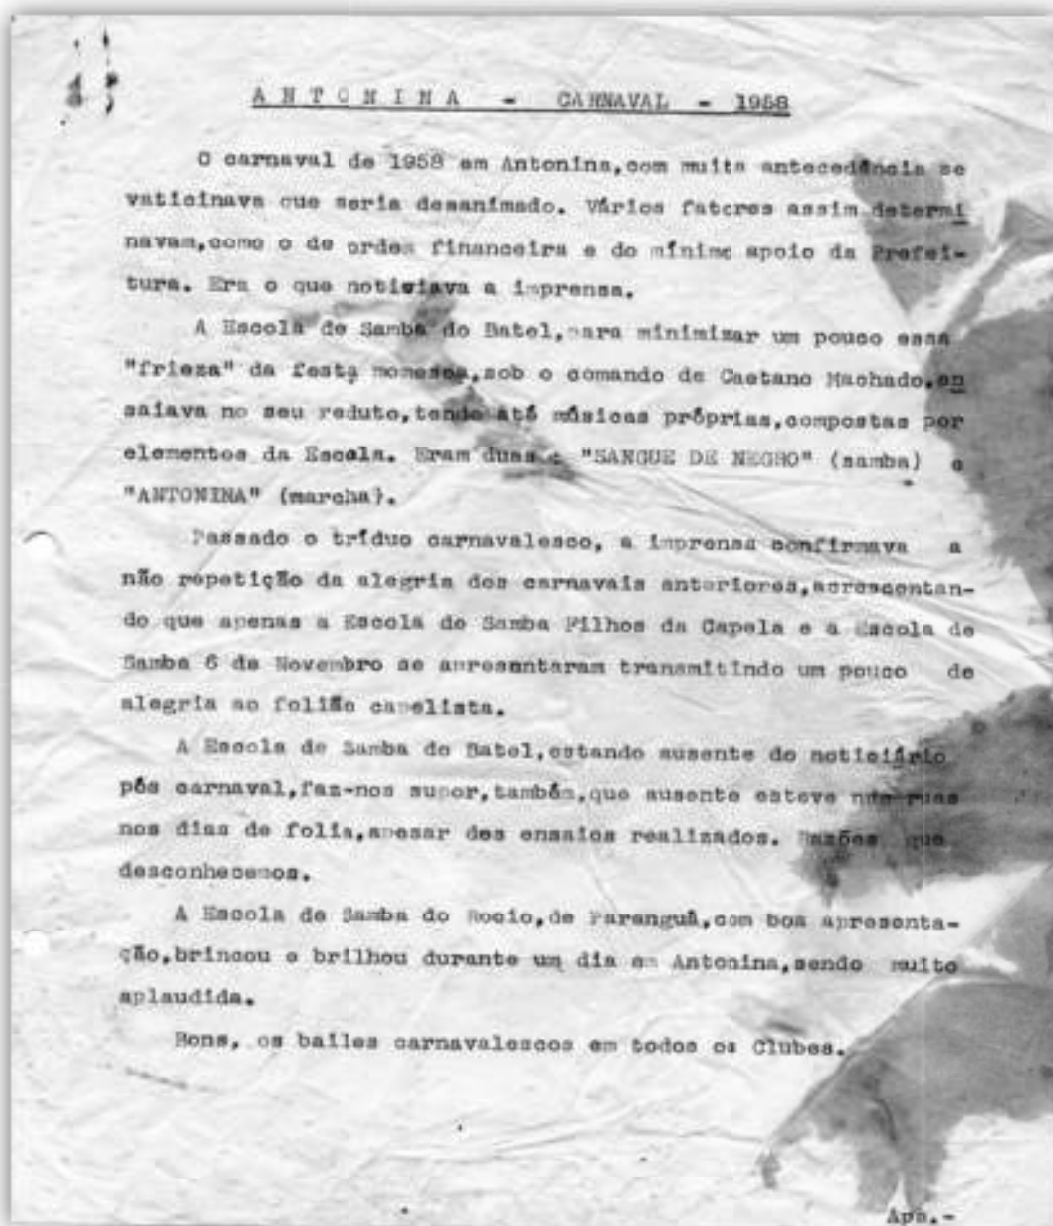 ANTONINA - CARNAVAL - 1958
O carnaval de 1958 em Antonina, com muita antecedência se
vaticinava que seria desanimado. Vários fatores assim determi
navam, como o de ordem financeira e do mínimo apoio da Prefei-
tura. Era o que noticiava a imprensa.
A Escola de Samba do Batel, para minimizar um pouco essa
"frieza" da festa momesca, sob o comando de Caetano Machado, en
saiava no seu reduto, tendo até músicas próprias, compostas por
elementos da Escola. Eram duas : "SANGUE DE NEGRO" (samba) e
"ANTONINA" (marcha).
Passado o tríduo carnavalesco, a imprensa confirmava a
não repetição da alegria dos carnavais anteriores, acrescentan-
do que apenas a Escola de Samba Filhos da Capela e a Escola de
Samba 6 de Novembro se apresentaram transmitindo um pouco de
alegria ao folião capelista.
A Escola de Samba do Batel, estando ausente do noticiário
pós carnaval, faz-nos supor, também, que ausente esteve nas ruas
nos dias de folia, apesar dos ensaios realizados. Razões que
desconhecemos.
A Escola de Samba do Rocio, de Paranguá, com boa apresenta-
ção, brincou e brilhou durante um dia em Antonina, sendo muito
aplaudida.
Bons, os bailes carnavalescos em todos os Clubes.
Apa.-